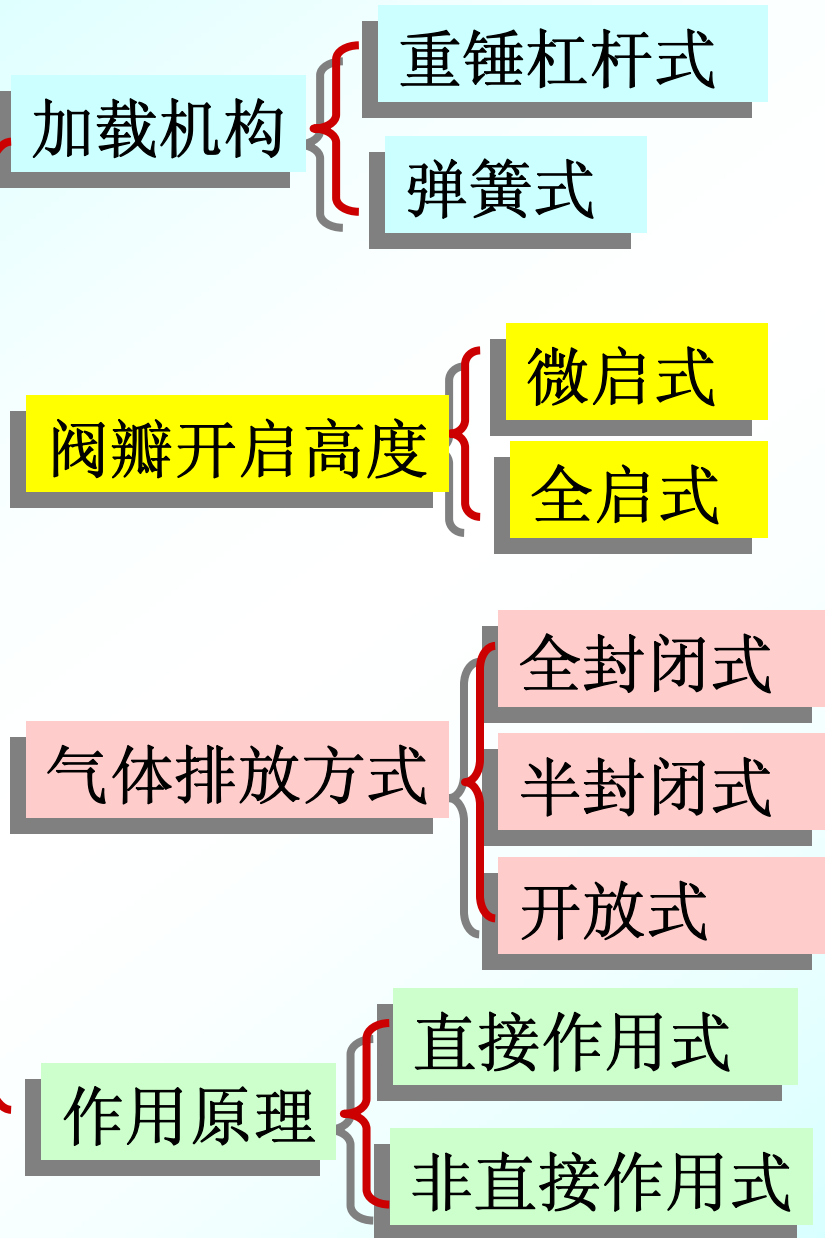 加载机构
重锤杠杆式
弹簧式
阀瓣开启高度
微启式
全启式
气体排放方式
全封闭式
半封闭式
开放式
作用原理
直接作用式
非直接作用式